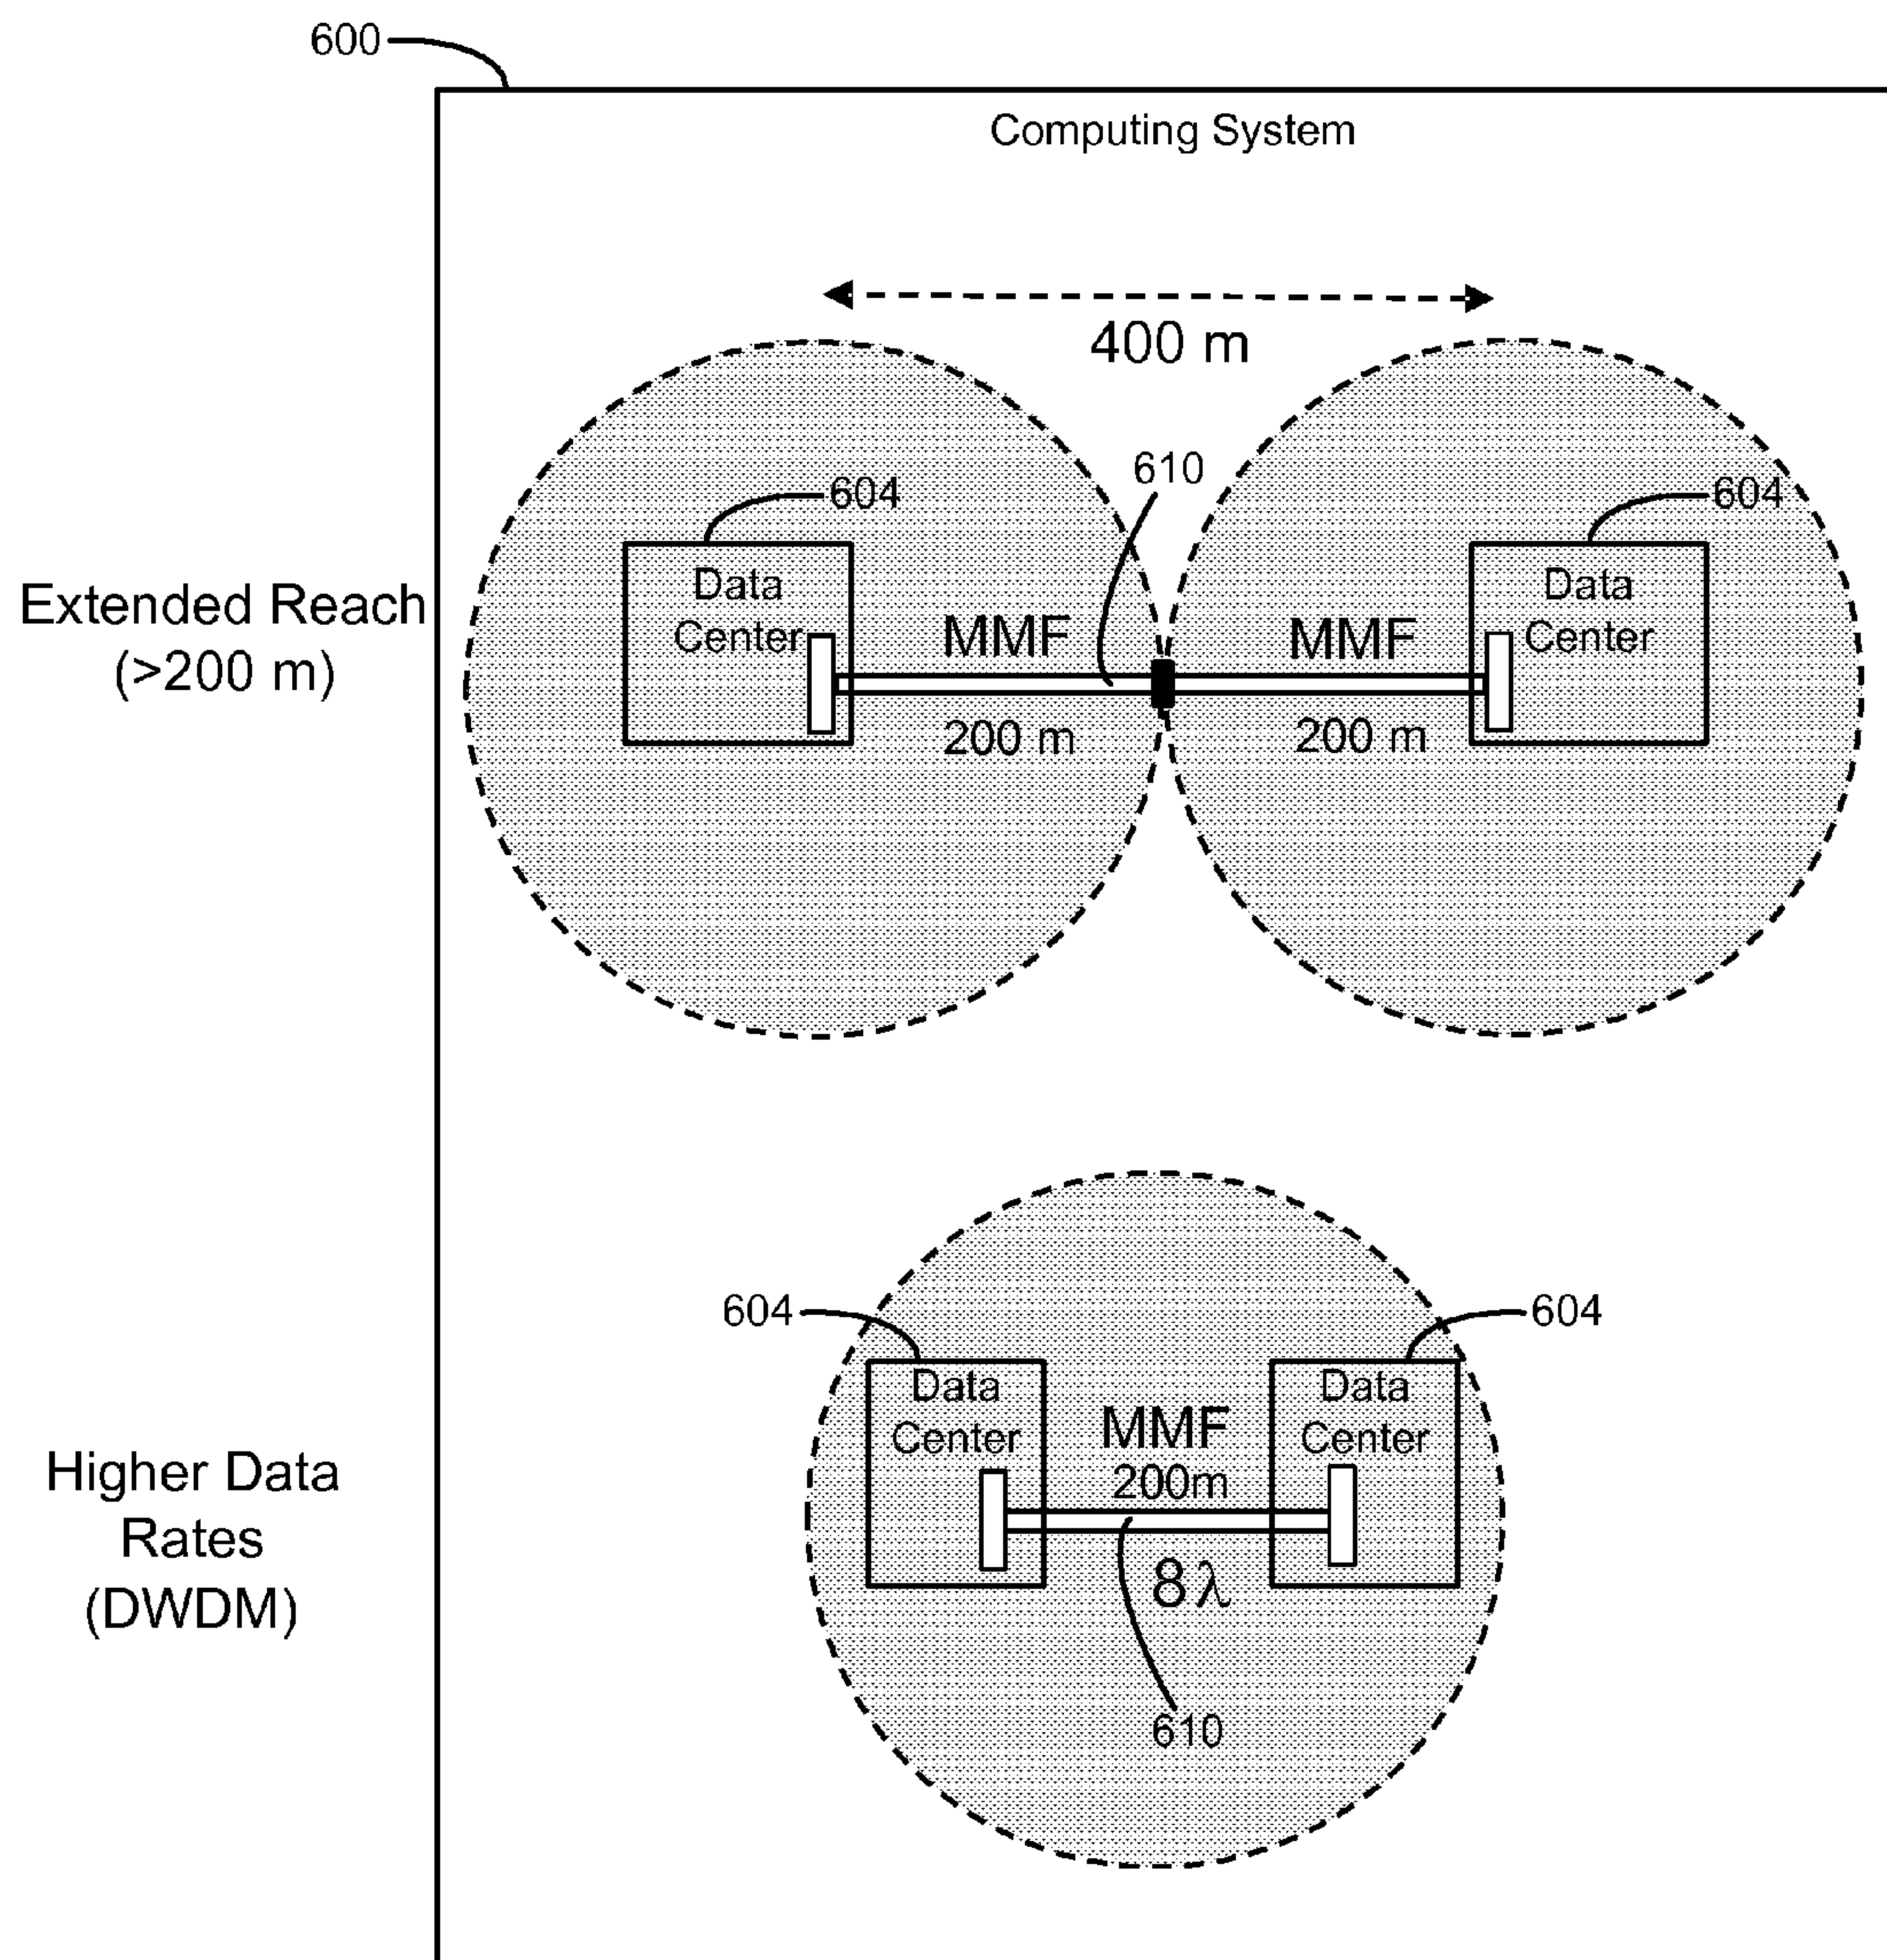 600
Computing System
400 m
610
604
604
Extended Reach
(>200 m)
Data
Center
MMF
MMF
Data
Center
200 m
200 m
604
604
Data
Center
MMF
200m
Data
Center
Higher Data
Rates
(DWDM)
8λ
610